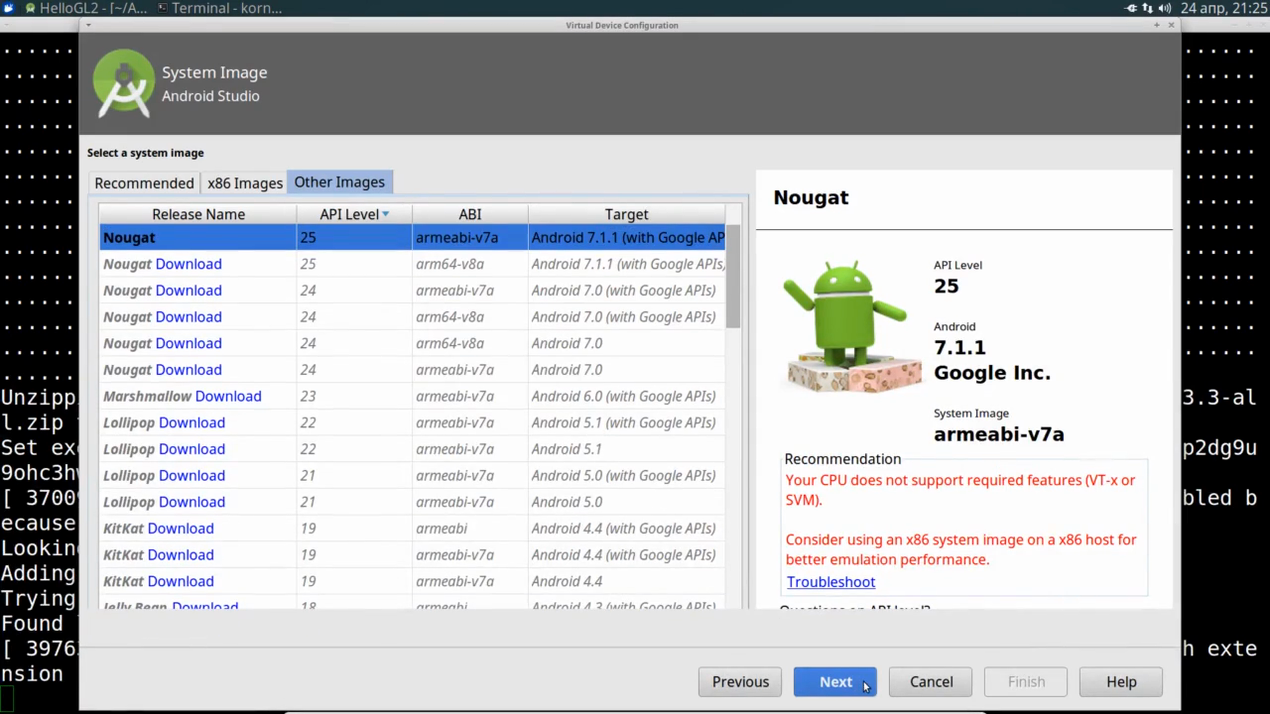 HelloGL2 - [~/A...
Terminal - korn...
24 апр, 21:25
Virtual Device Configuration
System Image
Android Studio
Select a system image
Recommended
x86 Images
Other Images
Release Name API Level ABI Target
Nougat 25 armeabi-v7a Android 7.1.1 (with Google AP
Nougat Download 25 arm64-v8a Android 7.1.1 (with Google APIs)
Nougat Download 24 armeabi-v7a Android 7.0 (with Google APIs)
Nougat Download 24 arm64-v8a Android 7.0 (with Google APIs)
Nougat Download 24 arm64-v8a Android 7.0
Nougat Download 24 armeabi-v7a Android 7.0
Marshmallow Download 23 armeabi-v7a Android 6.0 (with Google APIs)
Lollipop Download 22 armeabi-v7a Android 5.1 (with Google APIs)
Lollipop Download 22 armeabi-v7a Android 5.1
Lollipop Download 21 armeabi-v7a Android 5.0 (with Google APIs)
Lollipop Download 21 armeabi-v7a Android 5.0
KitKat Download 19 armeabi Android 4.4 (with Google APIs)
KitKat Download 19 armeabi-v7a Android 4.4 (with Google APIs)
KitKat Download 19 armeabi-v7a Android 4.4
Jelly Bean Download 18 armeabi Android 4.3 (with Google APIs)
Nougat
API Level
25
Android
7.1.1
Google Inc.
System Image
armeabi-v7a
Recommendation
Your CPU does not support required features (VT-x or
SVM).
Consider using an x86 system image on a x86 host for
better emulation performance.
Troubleshoot
Questions on API level?
Previous
Next
Cancel
Finish
Help
Unzipp
3.3-al
l.zip
Set exe
p2dg9u
9ohc3hw
[ 37009
bled b
ecause
Looking
Adding
Trying
Found
[ 3976
h exte
nsion